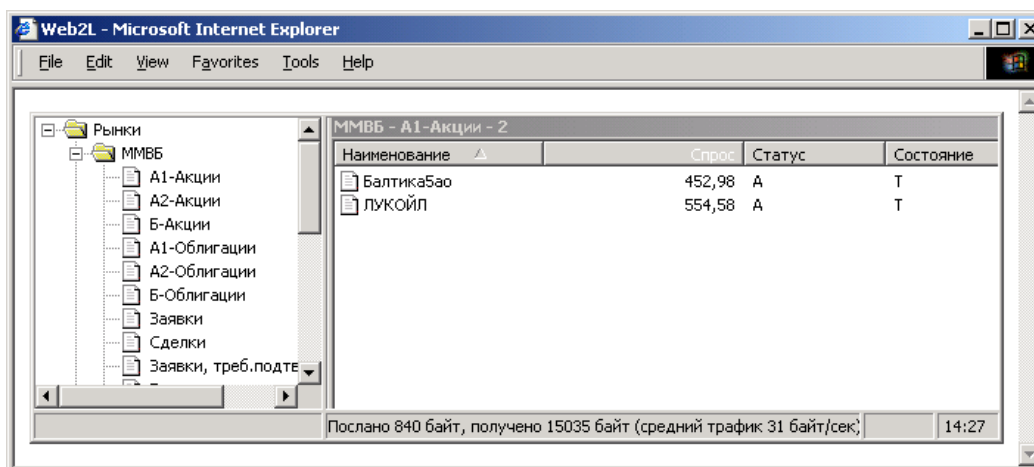 Web2L - Microsoft Internet Explorer
File Edit View Favorites Tools Help
Рынки
ММВБ
А1-Акции
А2-Акции
Б-Акции
А1-Облигации
А2-Облигации
Б-Облигации
Заявки
Сделки
Заявки, треб.подте
ММВБ - А1-Акции - 2
Наименование Спрос Статус Состояние
Балтика5ао 452,98 А Т
ЛУКОЙЛ 554,58 А Т
Послано 840 байт, получено 15035 байт (средний трафик 31 байт/сек) 14:27